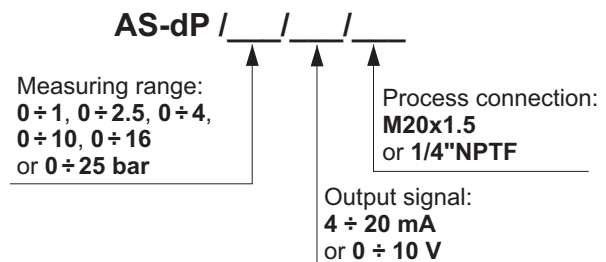 AS-dP /___/___/___
Measuring range:
0÷1, 0÷2.5, 0÷4,
0÷10, 0÷16
or 0÷25 bar
Process connection:
M20x1.5
or 1/4"NPTF
Output signal:
4 ÷ 20 mA
or 0 ÷ 10 V